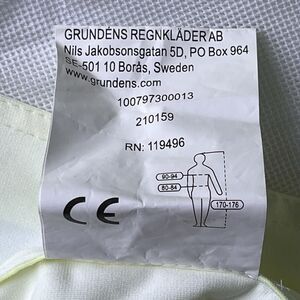 GRUNDÉNS REGNKLÄDER AB
Nils Jakobsonsgatan 5D, PO Box 964
SE-501 10 Borås, Sweden
www.grundens.com
100797300013
210159
RN: 119496
90-94
80-84
170-176
CE